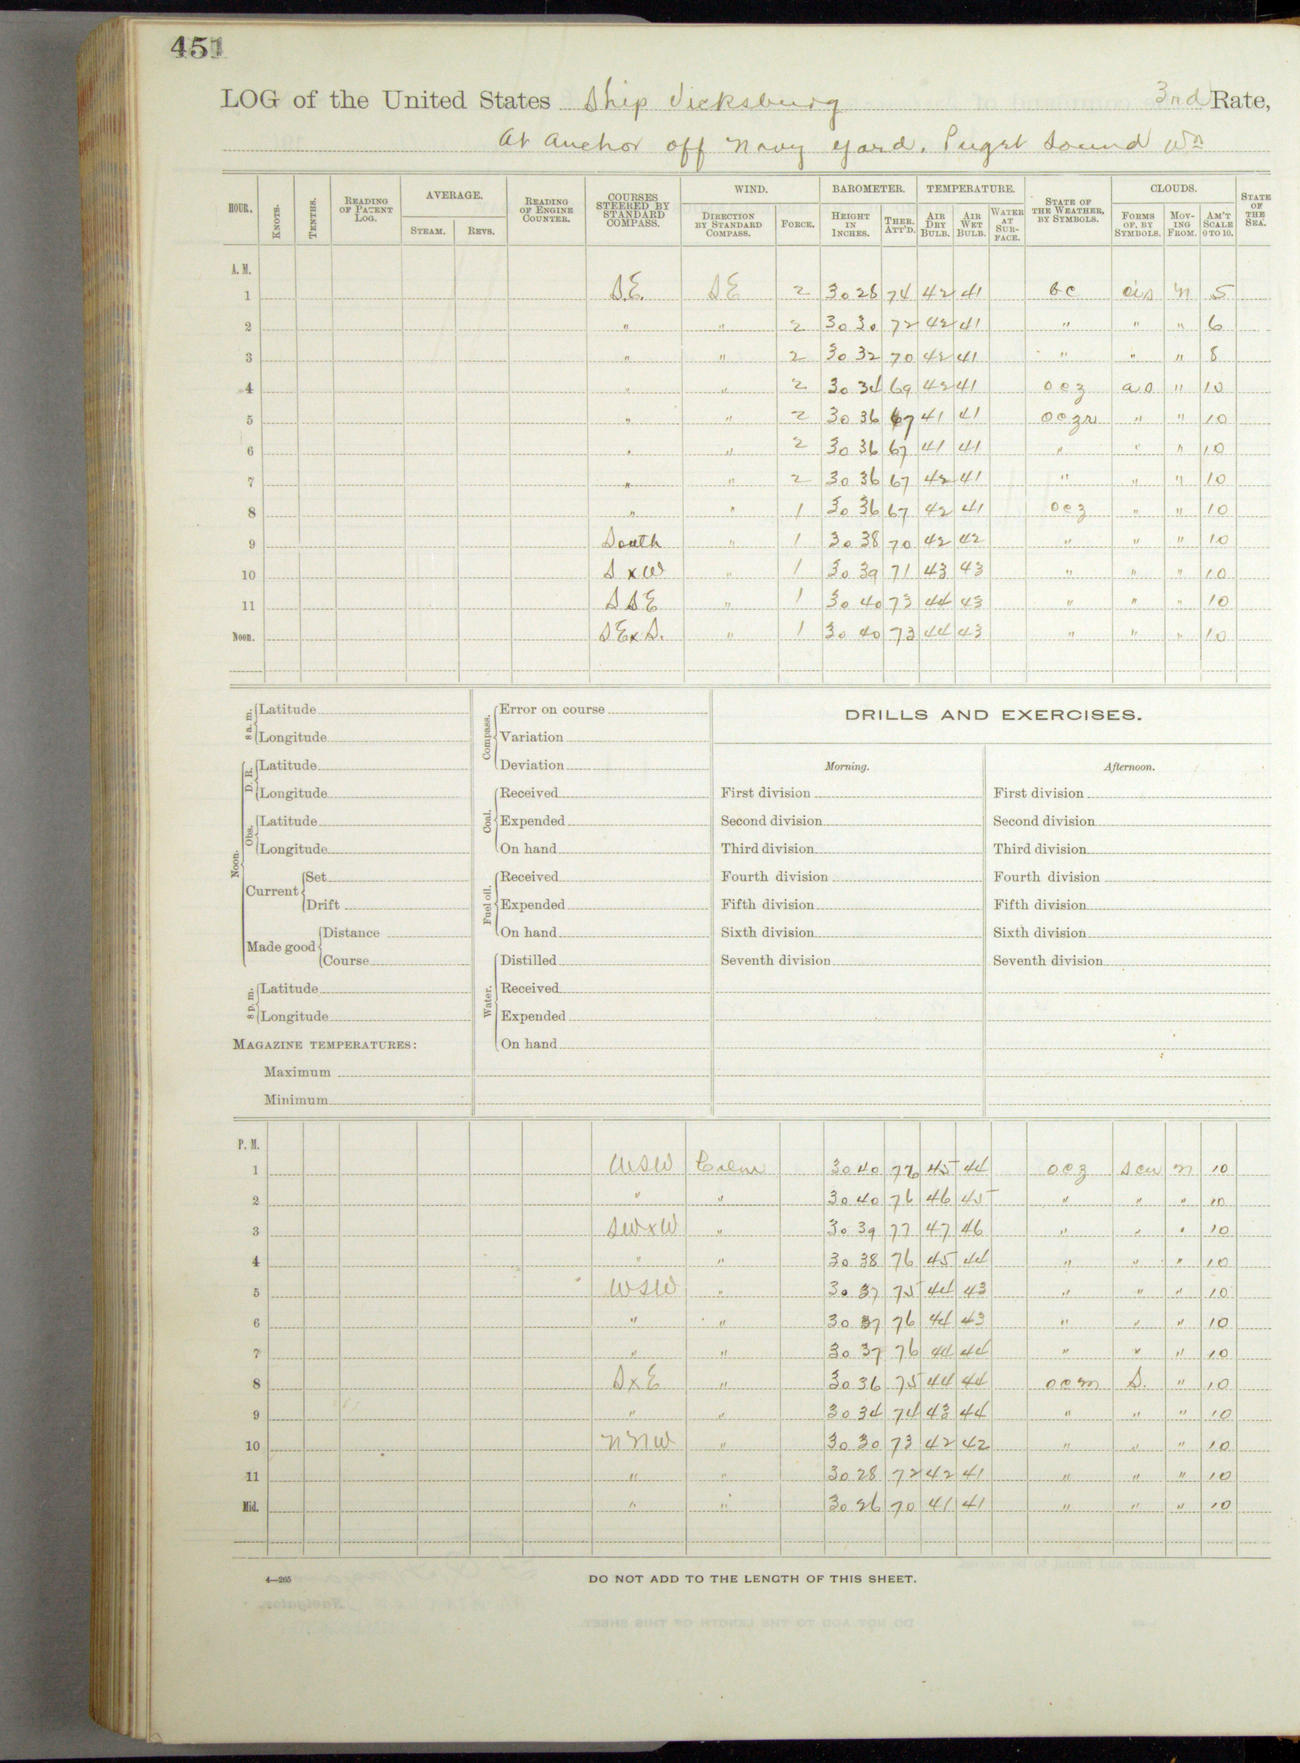 451
LOG of the United States Ship Vicksburg 3rd Rate,
At Anchor off Navy Yard. Puget Sound Wn
HOUR. KNOTS. TENTHS. READING OF PATENT LOG. AVERAGE. STEAM. REVS. READING OF ENGINE COUNTER. COURSES STEERED BY STANDARD COMPASS. WIND. DIRECTION BY STANDARD COMPASS. FORCE. BAROMETER. HEIGHT IN INCHES. THER. ATT'D. TEMPERATURE. AIR DRY BULB. AIR WET BULB. WATER AT SURFACE. STATE OF THE WEATHER, BY SYMBOLS. CLOUDS. FORMS OF, BY SYMBOLS. MOVING FROM. AM'T SCALE 0 TO 10. STATE OF THE SEA.
A. M.
1 S.E. SE 2 30 28 74 42 41 bc cis N 5
2 " " 2 30 30 72 42 41 " " " 6
3 " " 2 30 32 70 42 41 " " " 8
4 " " 2 30 34 69 42 41 ocz " 10
5 " " 2 30 36 67 41 41 oczr " " 10
6 " " 2 30 36 67 41 41 " " " 10
7 " " 2 30 36 67 42 41 " " " 10
8 " " 1 30 36 67 42 41 ocz " " 10
9 South " 1 30 38 70 42 42 " " " 10
10 S x W " 1 30 39 71 43 43 " " " 10
11 S S E " 1 30 40 73 44 43 " " " 10
Noon. S E x S. " 1 30 40 73 44 43 " " " 10
8 a. m. Latitude
Longitude
Noon. D. R. Latitude
Longitude
Obs. Latitude
Longitude
Current Set
Drift
Made good Distance
Course
8 p. m. Latitude
Longitude
MAGAZINE TEMPERATURES:
Maximum
Minimum
Compass. Error on course
Variation
Deviation
Coal. Received
Expended
On hand
Fuel oil. Received
Expended
On hand
Water. Distilled
Received
Expended
On hand
DRILLS AND EXERCISES.
Morning.
First division
Second division
Third division
Fourth division
Fifth division
Sixth division
Seventh division
Afternoon.
First division
Second division
Third division
Fourth division
Fifth division
Sixth division
Seventh division
P. M.
1 WSW Calm 30 40 76 45 44 ocz scu N 10
2 " " 30 40 76 46 45 " " " 10
3 SWxW " 30 39 77 47 46 " " " 10
4 " " 30 38 76 45 44 " " " 10
5 WSW " 30 37 75 44 43 " " " 10
6 " " 30 37 76 44 43 " " " 10
7 " " 30 37 76 44 44 " " " 10
8 SxE " 30 36 75 44 44 ocm S. " 10
9 " " 30 34 74 43 44 " " " 10
10 NNW " 30 30 73 42 42 " " " 10
11 " " 30 28 72 42 41 " " " 10
Mid. " " 30 26 70 41 41 " " " 10
4—265
DO NOT ADD TO THE LENGTH OF THIS SHEET.